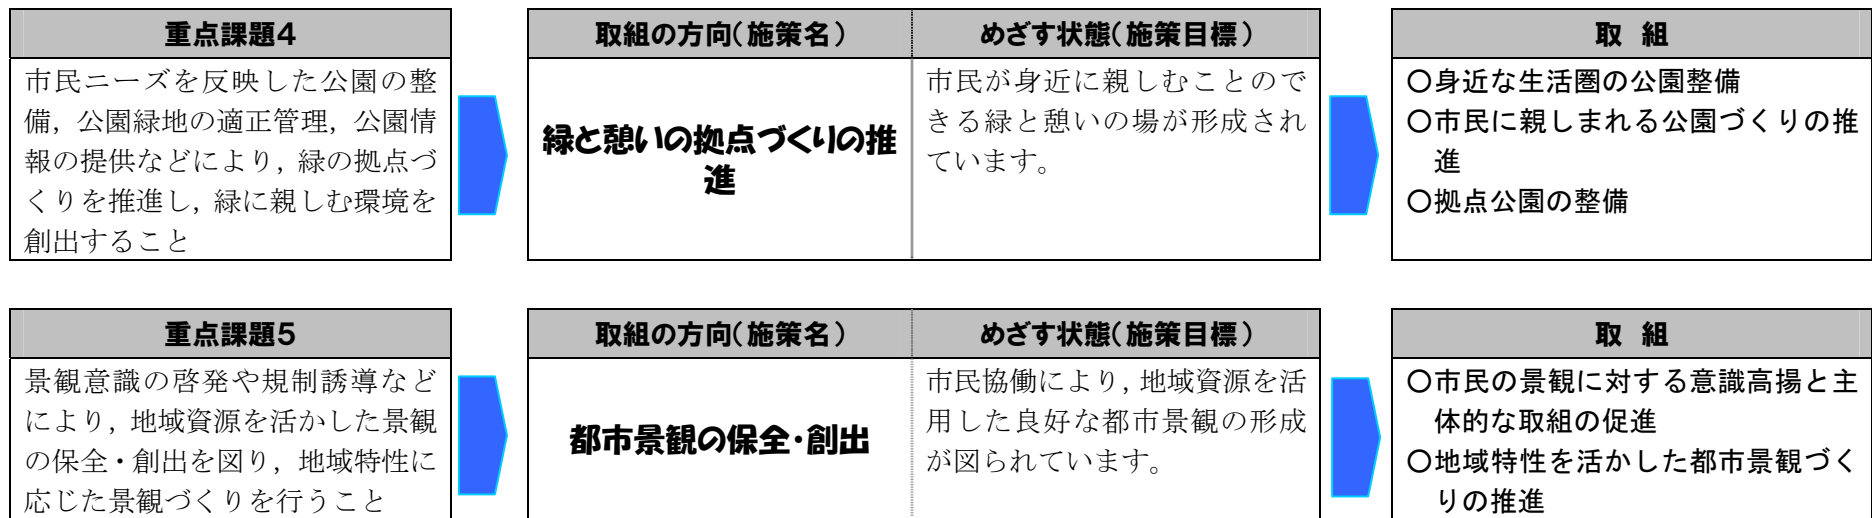 重点課題4
市民ニーズを反映した公園の整
備，公園緑地の適正管理，公園情
報の提供などにより，緑の拠点づ
くりを推進し，緑に親しむ環境を
創出すること
取組の方向（施策名）
緑と憩いの拠点づくりの推
進
めざす状態（施策目標）
市民が身近に親しむことので
きる緑と憩いの場が形成され
ています。
取 組
○身近な生活圏の公園整備
○市民に親しまれる公園づくりの推
進
○拠点公園の整備
重点課題5
景観意識の啓発や規制誘導など
により，地域資源を活かした景観
の保全・創出を図り，地域特性に
応じた景観づくりを行うこと
取組の方向（施策名）
都市景観の保全・創出
めざす状態（施策目標）
市民協働により，地域資源を活
用した良好な都市景観の形成
が図られています。
取 組
○市民の景観に対する意識高揚と主
体的な取組の促進
○地域特性を活かした都市景観づく
りの推進